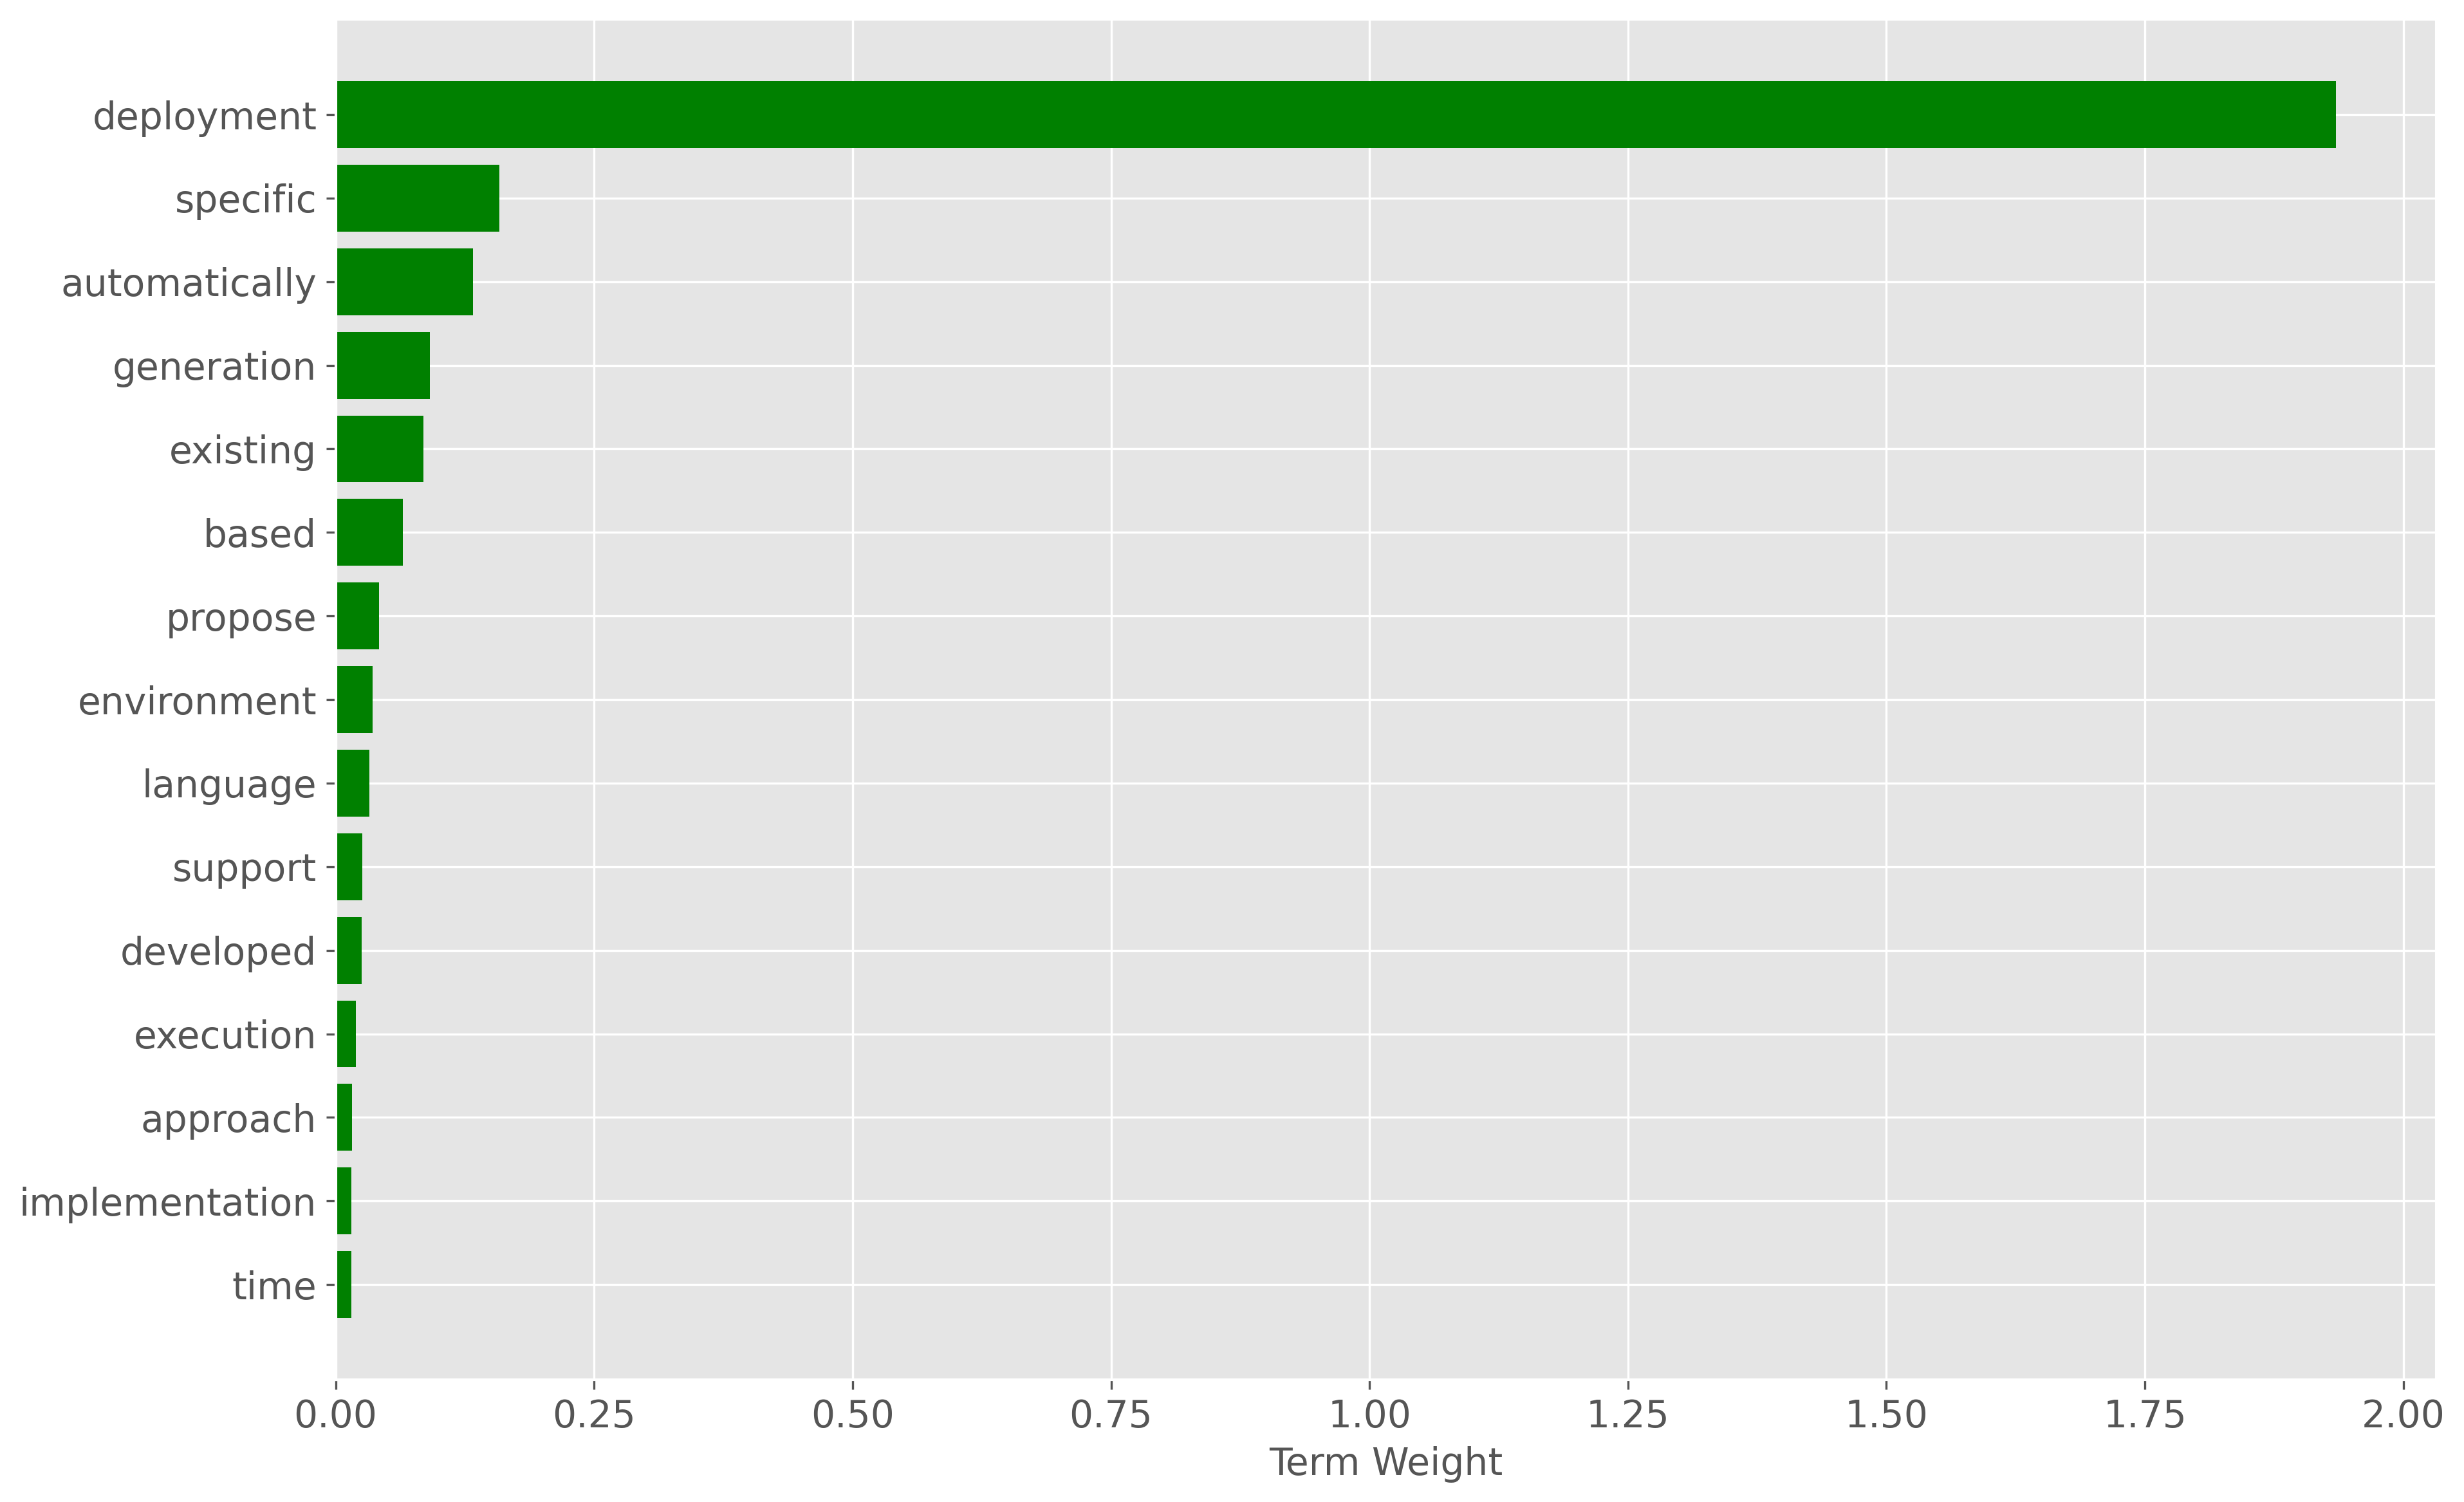 deployment
specific
automatically
generation
existing
based
propose
environment
language
support
developed
execution
approach
implementation
time
0.00 0.25 0.50 0.75 1.00 1.25 1.50 1.75 2.00
Term Weight